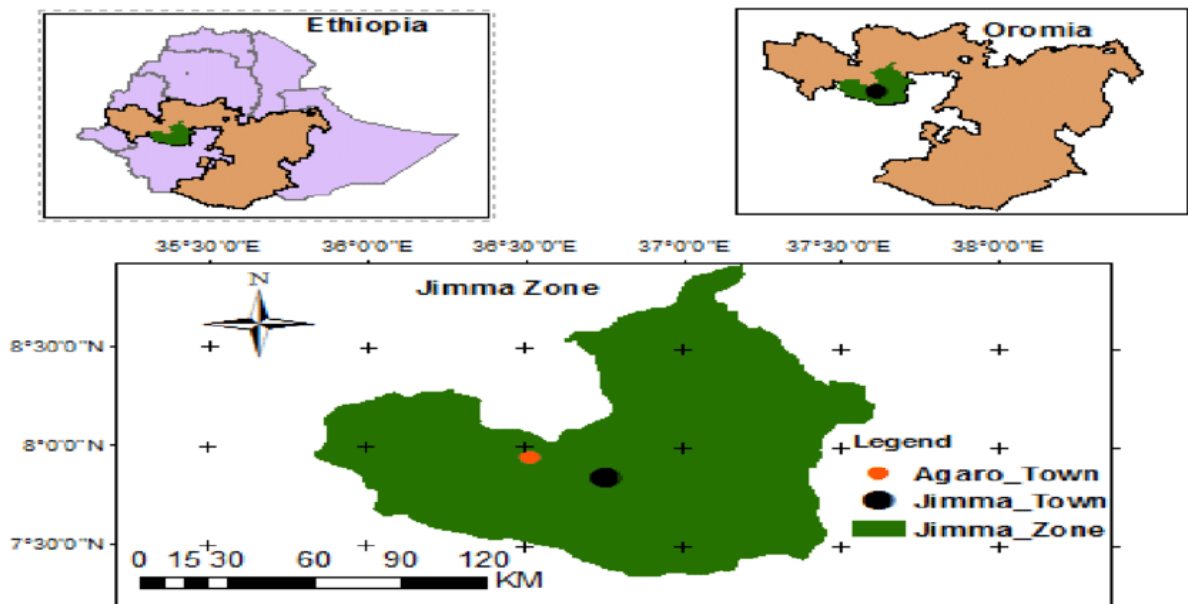 Ethiopia
Oromia
35°30'0"E 36°0'0"E 36°30'0"E 37°0'0"E 37°30'0"E 38°0'0"E
N
Jimma Zone
8°30'0"N
8°0'0"N
Legend
Agaro_Town
Jimma_Town
Jimma_Zone
7°30'0"N
0 15 30 60 90 120
KM